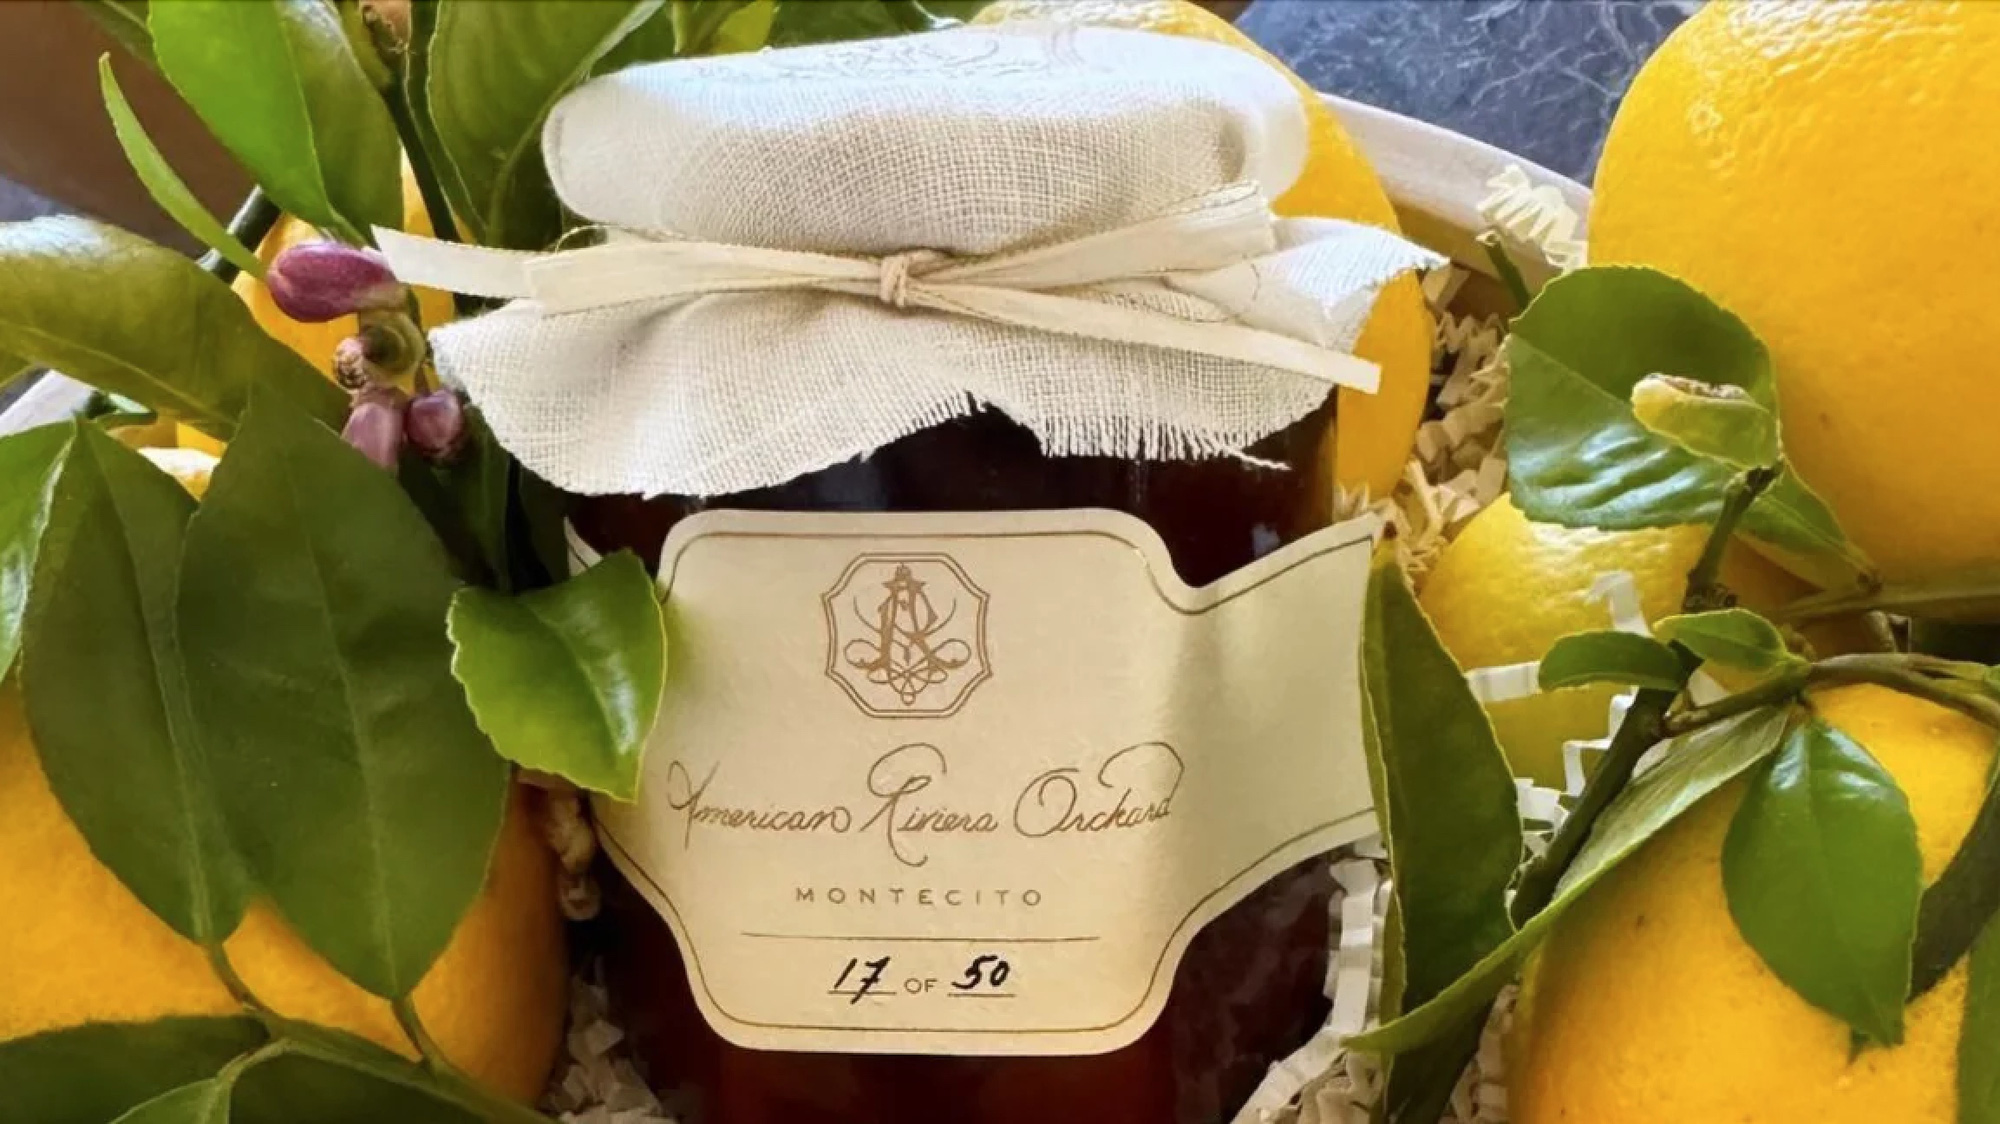 American Riviera Orchard
MONTECITO
17 OF 50